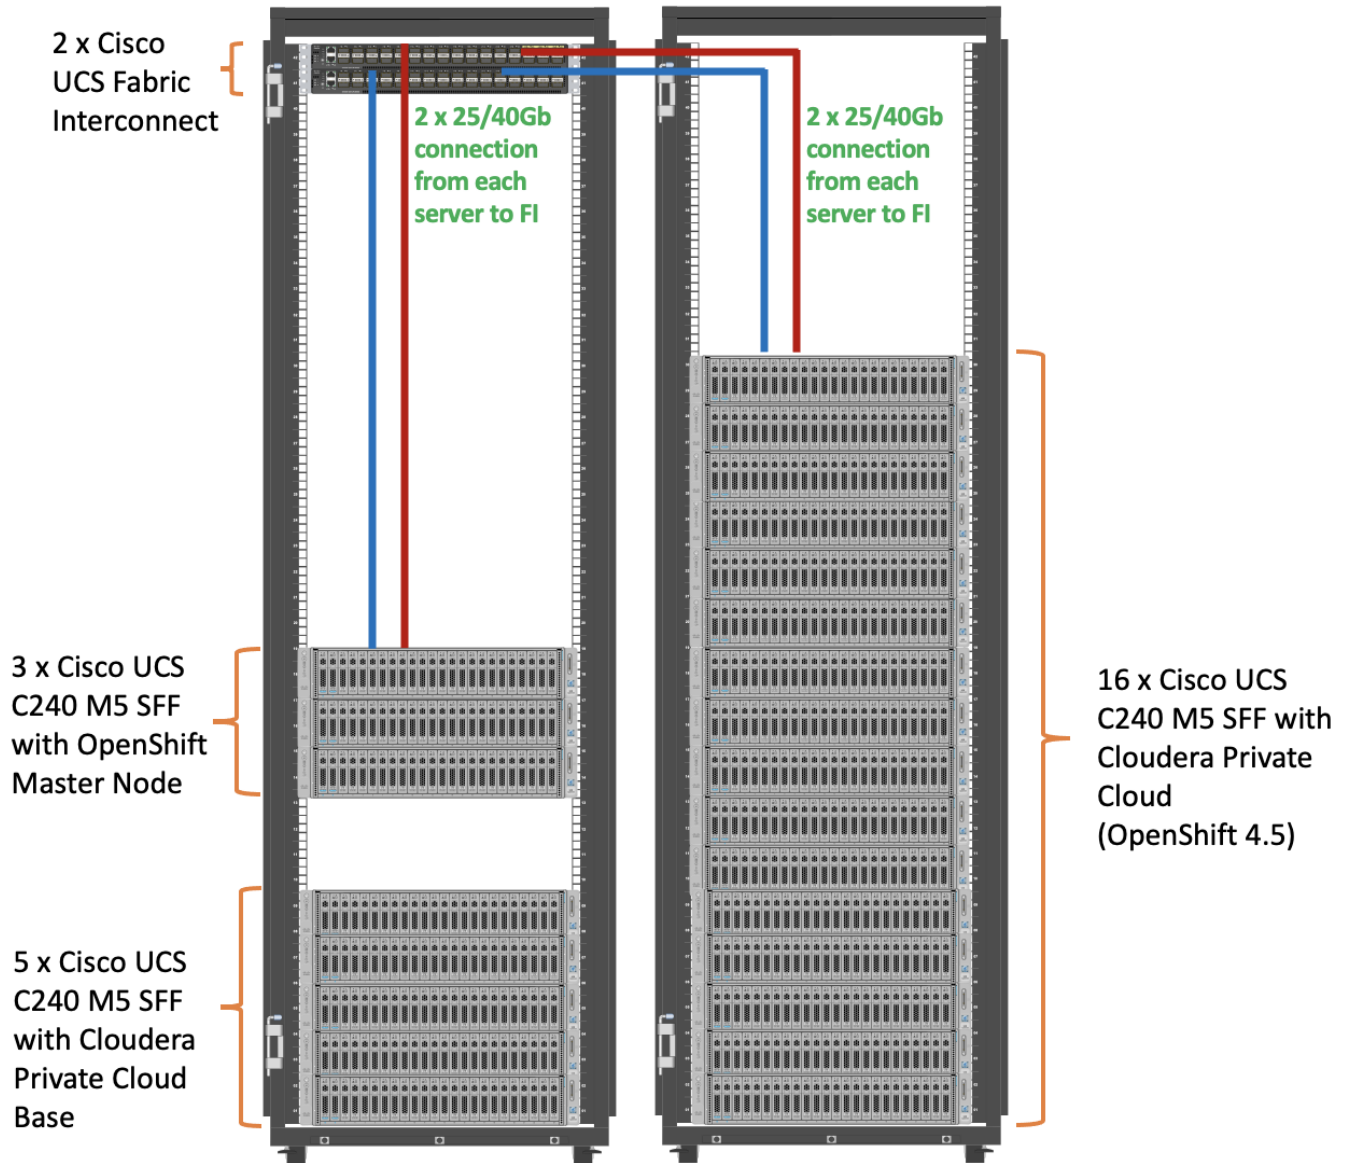 2 x Cisco
UCS Fabric
Interconnect
2 x 25/40Gb
connection
from each
server to FI
2 x 25/40Gb
connection
from each
server to FI
3 x Cisco UCS
C240 M5 SFF
with OpenShift
Master Node
16 x Cisco UCS
C240 M5 SFF with
Cloudera Private
Cloud
(OpenShift 4.5)
5 x Cisco UCS
C240 M5 SFF
with Cloudera
Private Cloud
Base